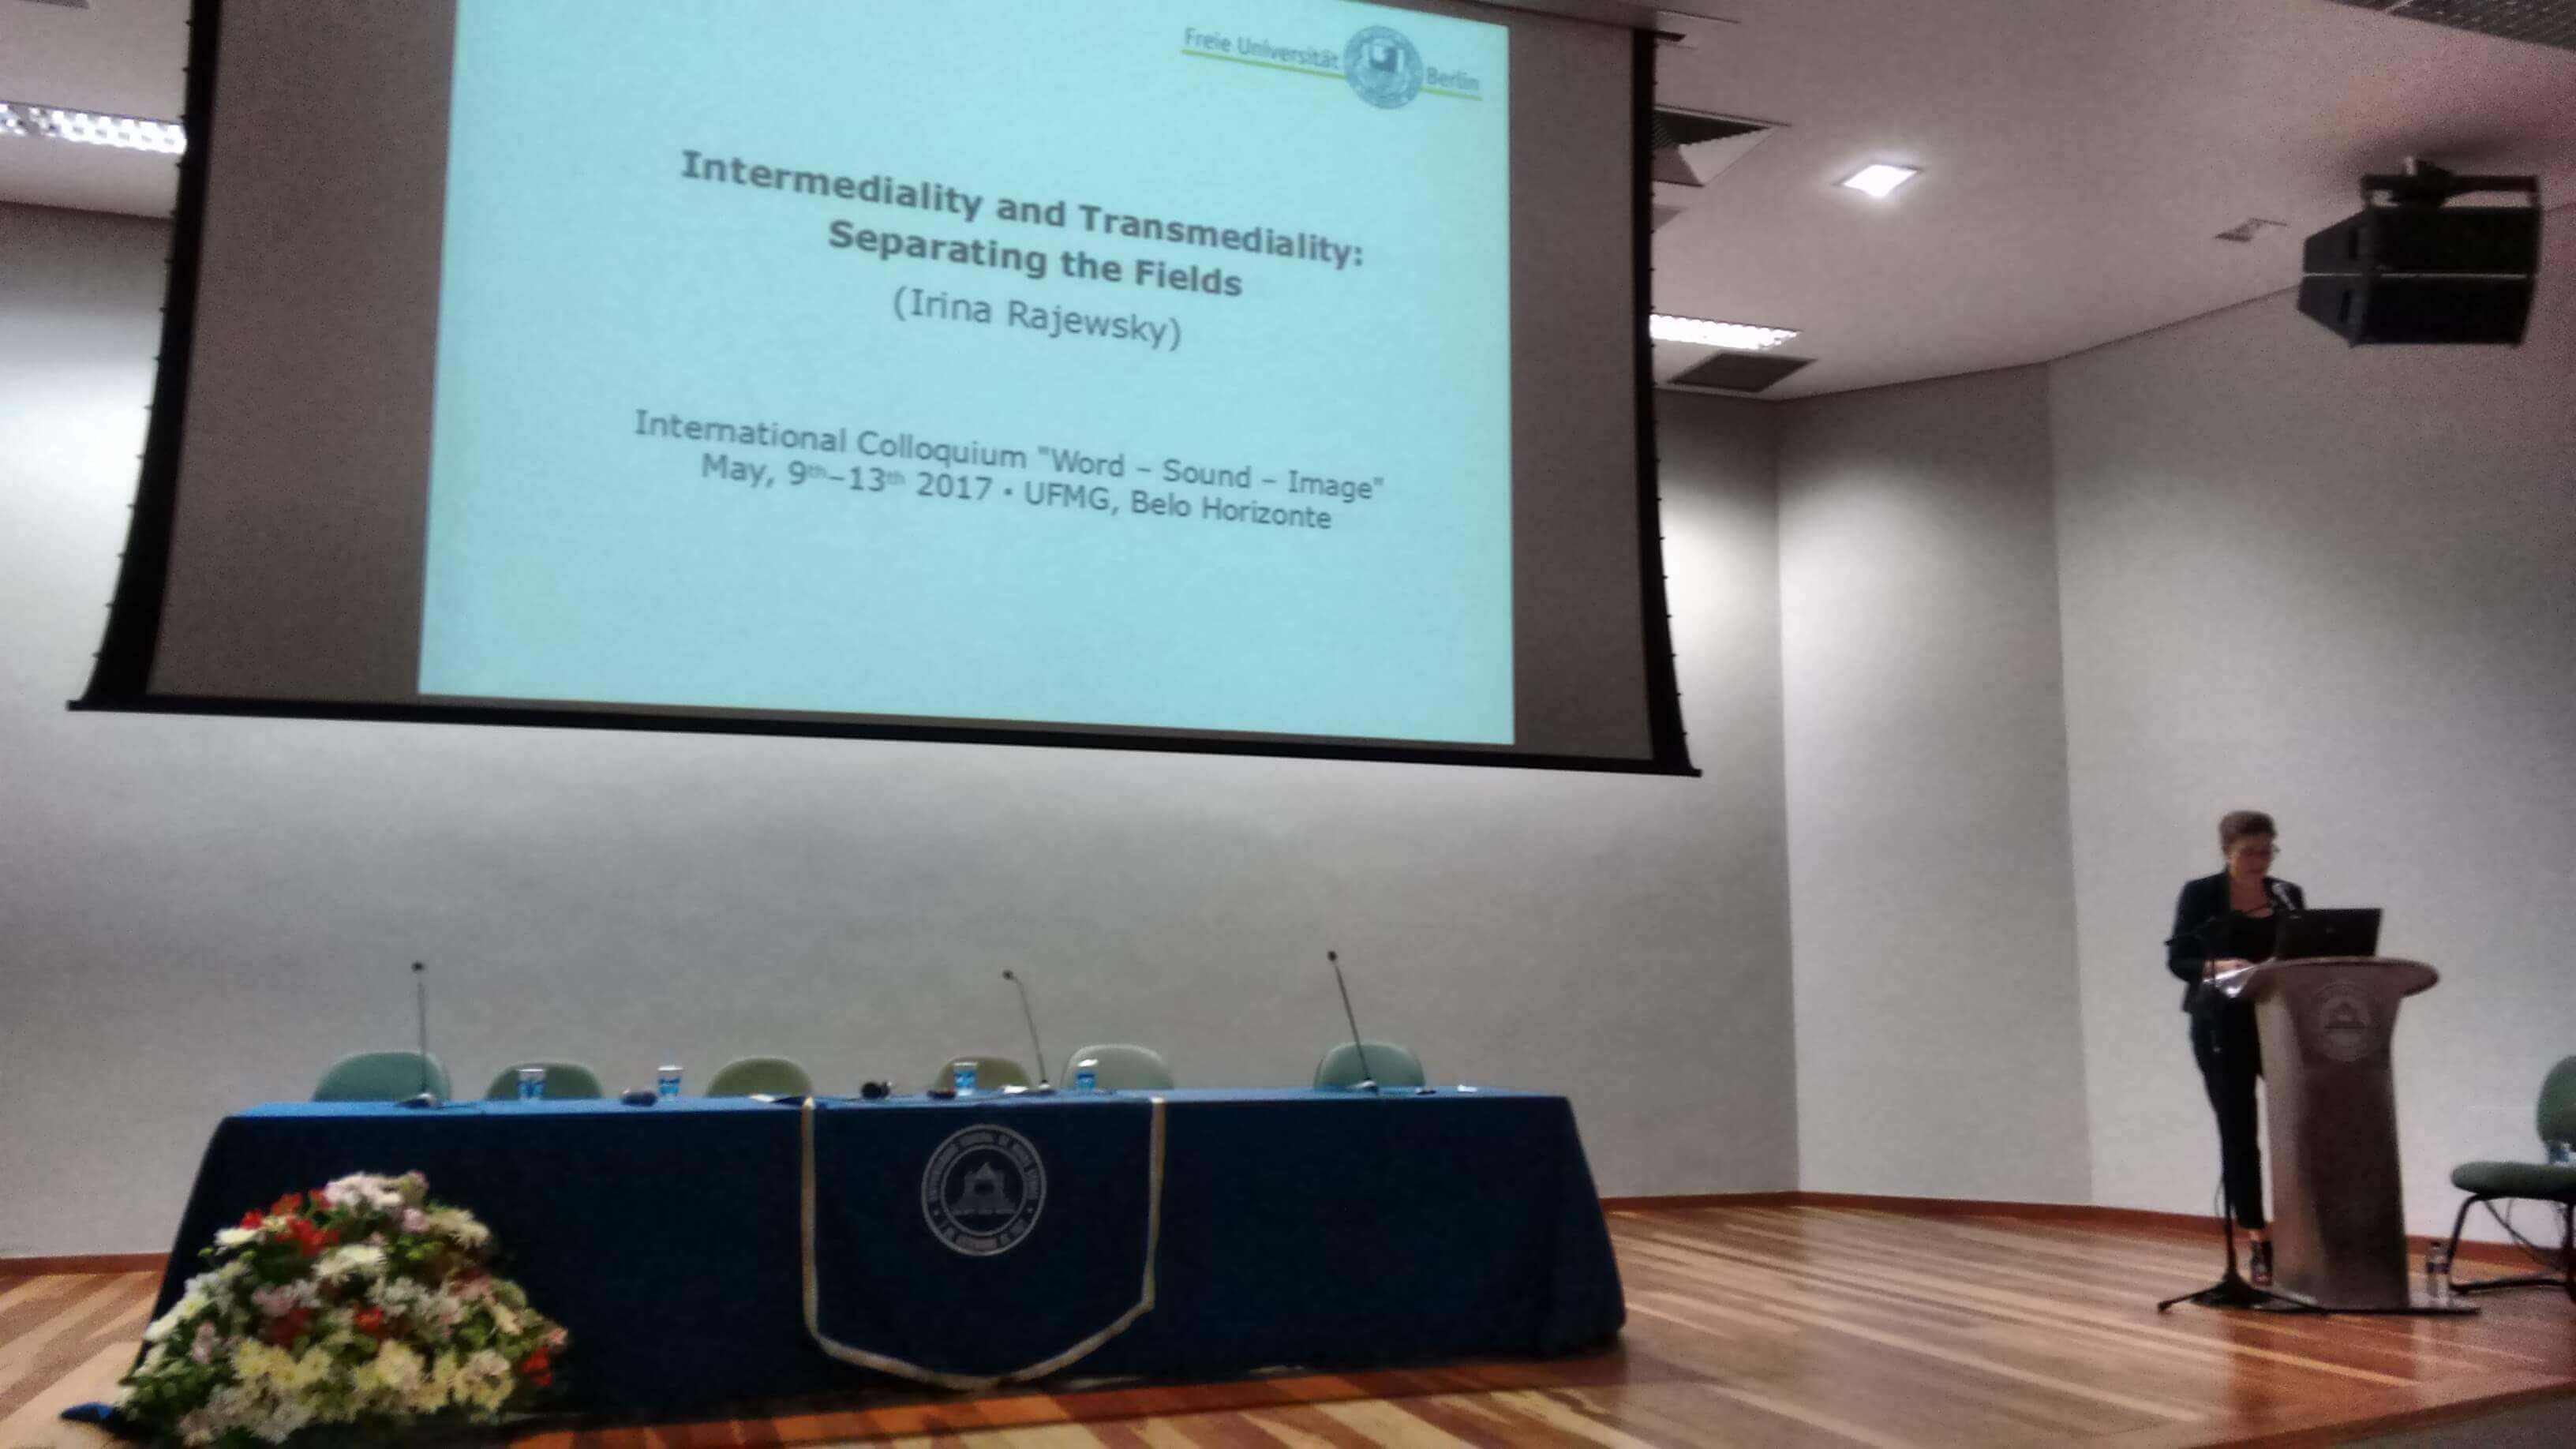 Freie Universität Berlin
Intermediality and Transmediality:
Separating the Fields
(Irina Rajewsky)
International Colloquium "Word – Sound – Image"
May, 9th–13th 2017 • UFMG, Belo Horizonte